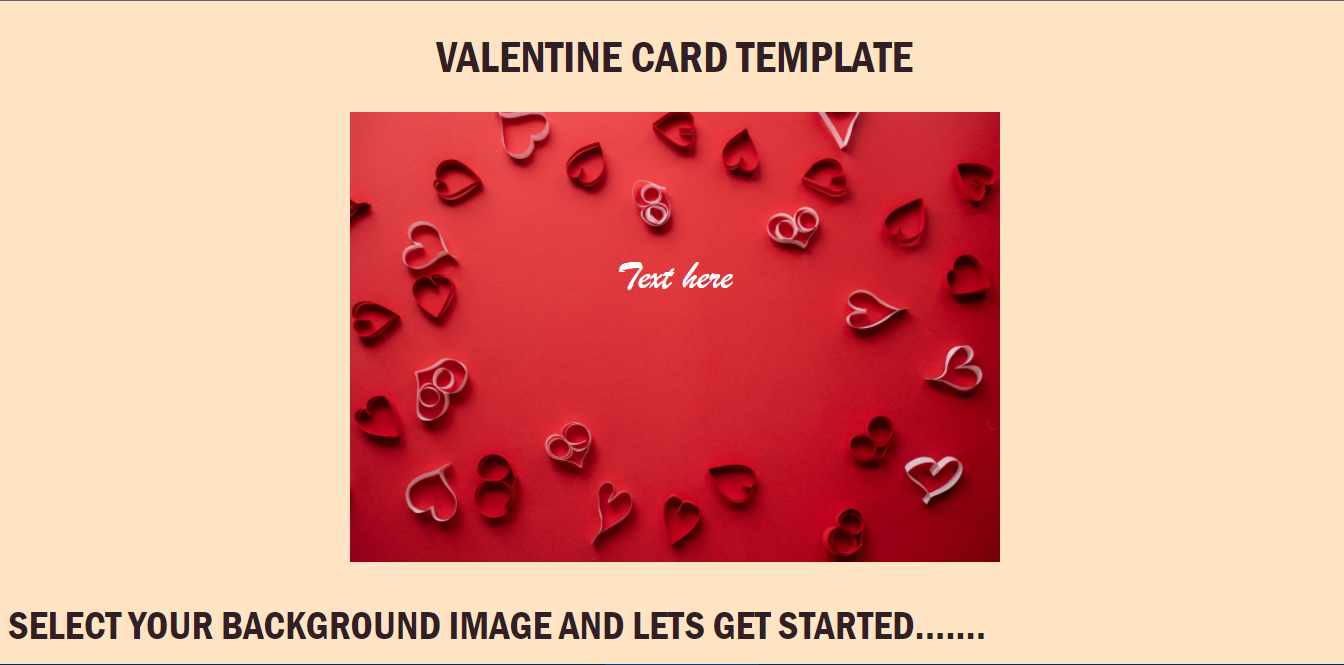 VALENTINE CARD TEMPLATE
Text here
SELECT YOUR BACKGROUND IMAGE AND LETS GET STARTED.......